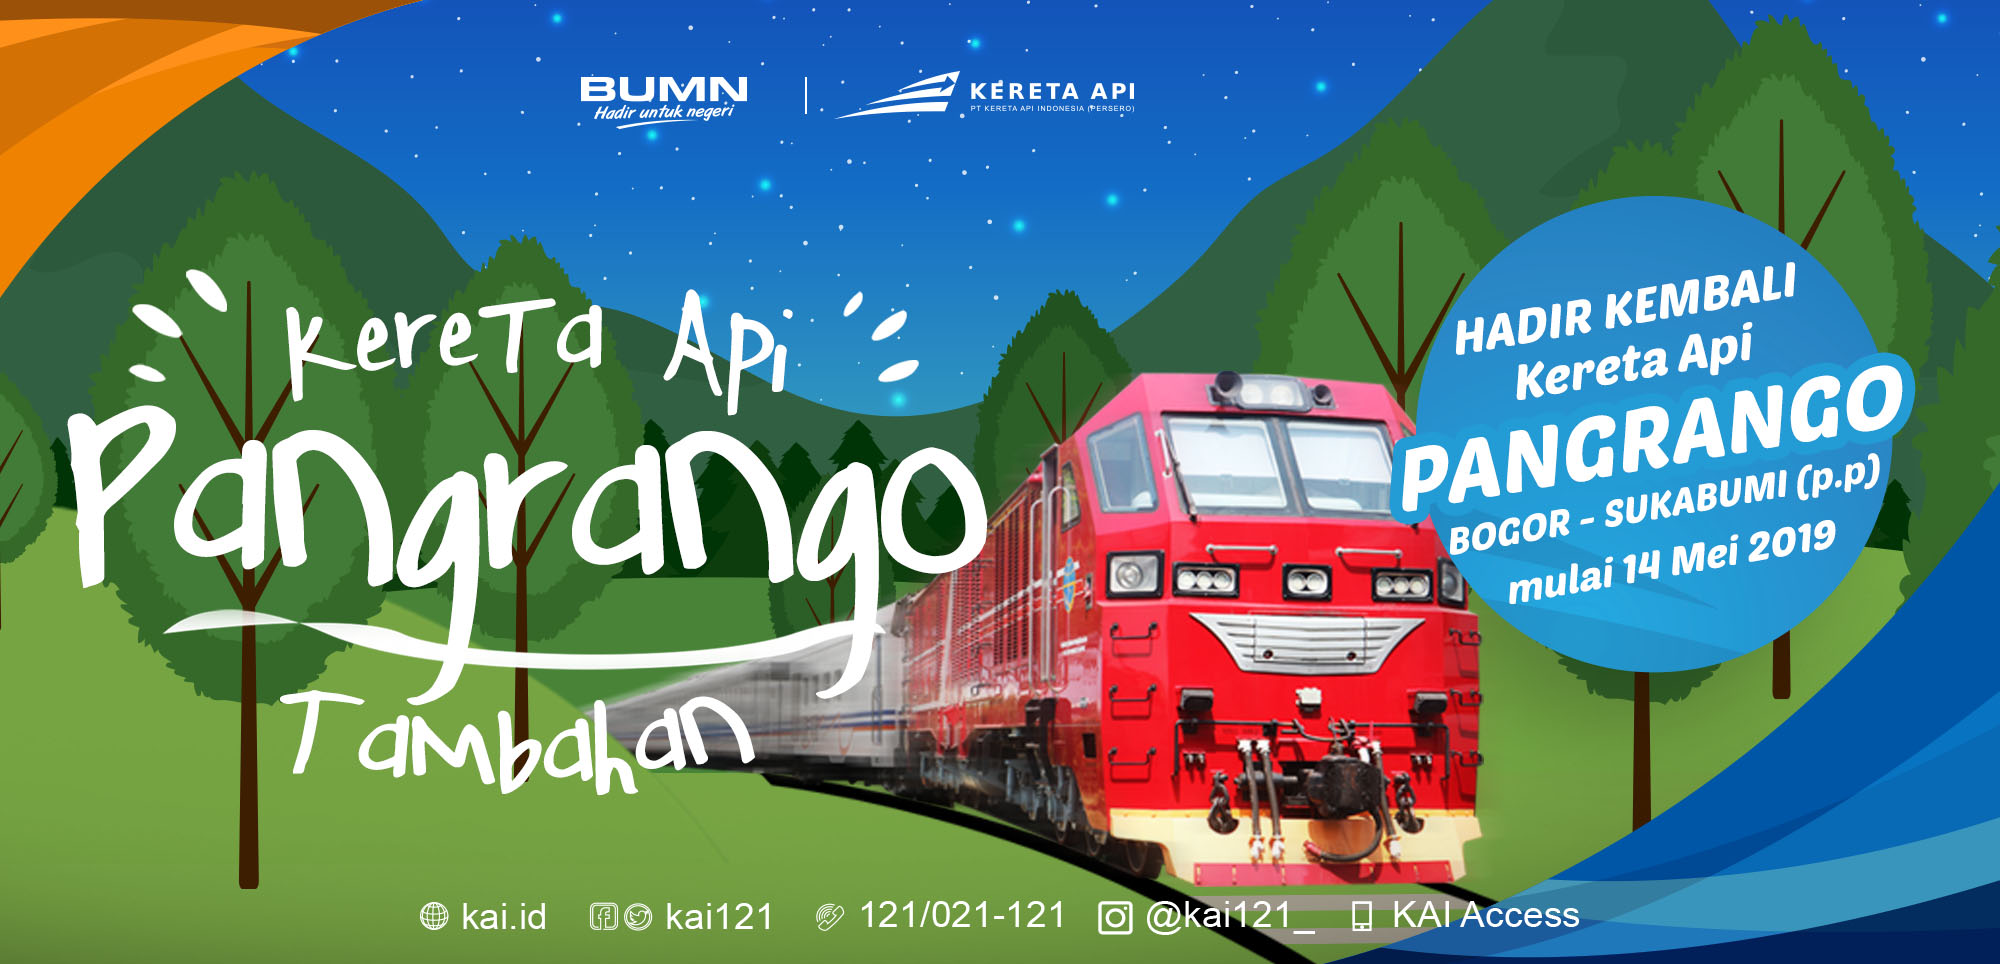 BUMN
Hadir untuk negeri
KERETA API
PT KERETA API INDONESIA (PERSERO)
Kereta Api
Pangrango
Tambahan
HADIR KEMBALI
Kereta Api
PANGRANGO
BOGOR - SUKABUMI (p.p)
mulai 14 Mei 2019
kai.id
kai121
121/021-121
@kai121_
KAI Access